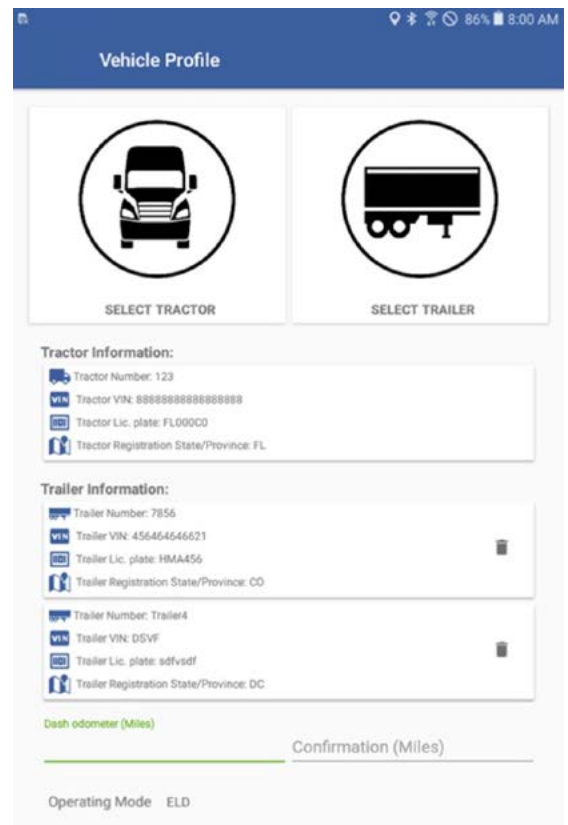 86% 8:00 AM
Vehicle Profile
SELECT TRACTOR
SELECT TRAILER
Tractor Information:
Tractor Number: 123
VIN Tractor VIN: 88888888888888888
Tractor Lic. plate: FL000C0
Tractor Registration State/Province: FL
Trailer Information:
Trailer Number: 7856
VIN Trailer VIN: 456464646621
Trailer Lic. plate: HMA456
Trailer Registration State/Province: CO
Trailer Number: Trailer4
VIN Trailer VIN: DSVF
Trailer Lic. plate: sdfvsdf
Trailer Registration State/Province: DC
Dash odometer (Miles)
Confirmation (Miles)
Operating Mode ELD